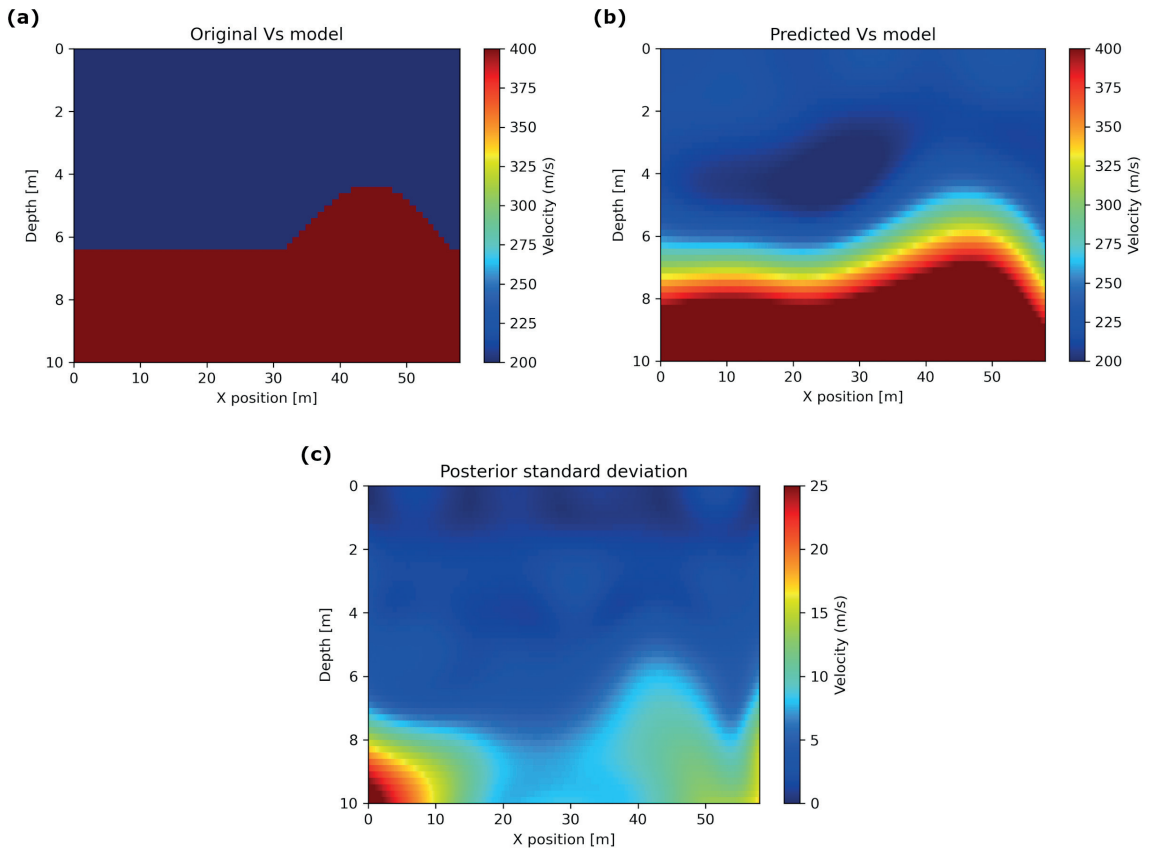 (a)
Original Vs model
0
2
4
6
8
10
Depth [m]
0 10 20 30 40 50
X position [m]
400
375
350
325
300
275
250
225
200
Velocity (m/s)
(b)
Predicted Vs model
0
2
4
6
8
10
Depth [m]
0 10 20 30 40 50
X position [m]
400
375
350
325
300
275
250
225
200
Velocity (m/s)
(c)
Posterior standard deviation
0
2
4
6
8
10
Depth [m]
0 10 20 30 40 50
X position [m]
25
20
15
10
5
0
Velocity (m/s)